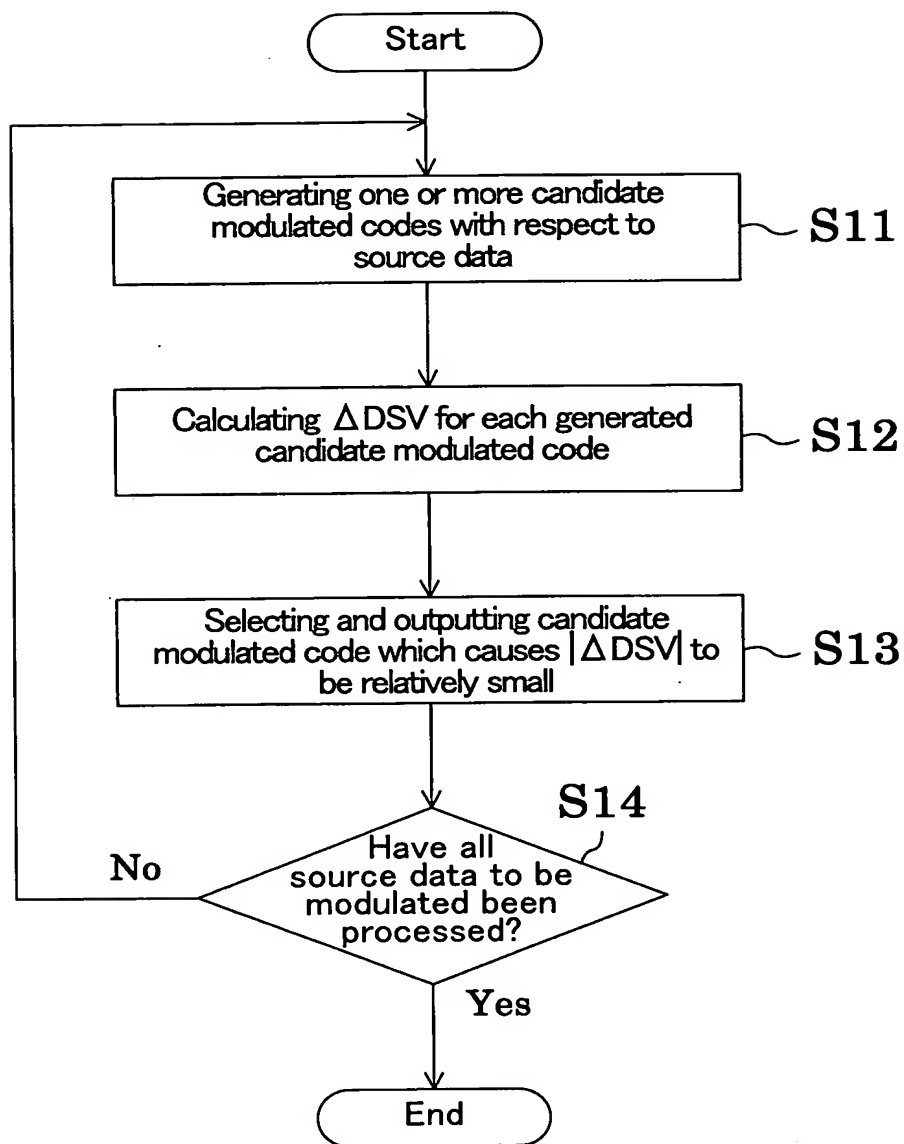 Start
Generating one or more candidate
modulated codes with respect to
source data
S11
Calculating ΔDSV for each generated
candidate modulated code
S12
Selecting and outputting candidate
modulated code which causes |ΔDSV| to
be relatively small
S13
S14
Have all
source data to be
modulated been
processed?
No
Yes
End